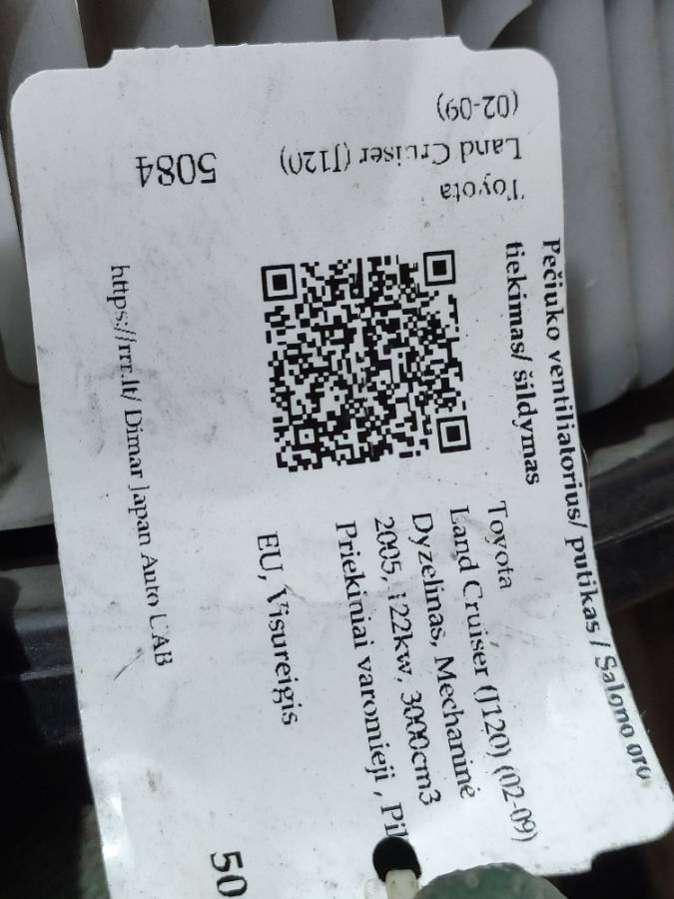 Toyota
Land Cruiser (J120)
(02-09)
5084
Pečiuko ventiliatorius/ putikas / Salono oro
tiekimas/ šildymas
Toyota
Land Cruiser (J120) (02-09)
Dyzelinas, Mechaninė
2005, 122kw, 3000cm3
Priekiniai varomieji ,
EU, Visureigis
https://rrr.lt/ Dimar Japan Auto UAB
50